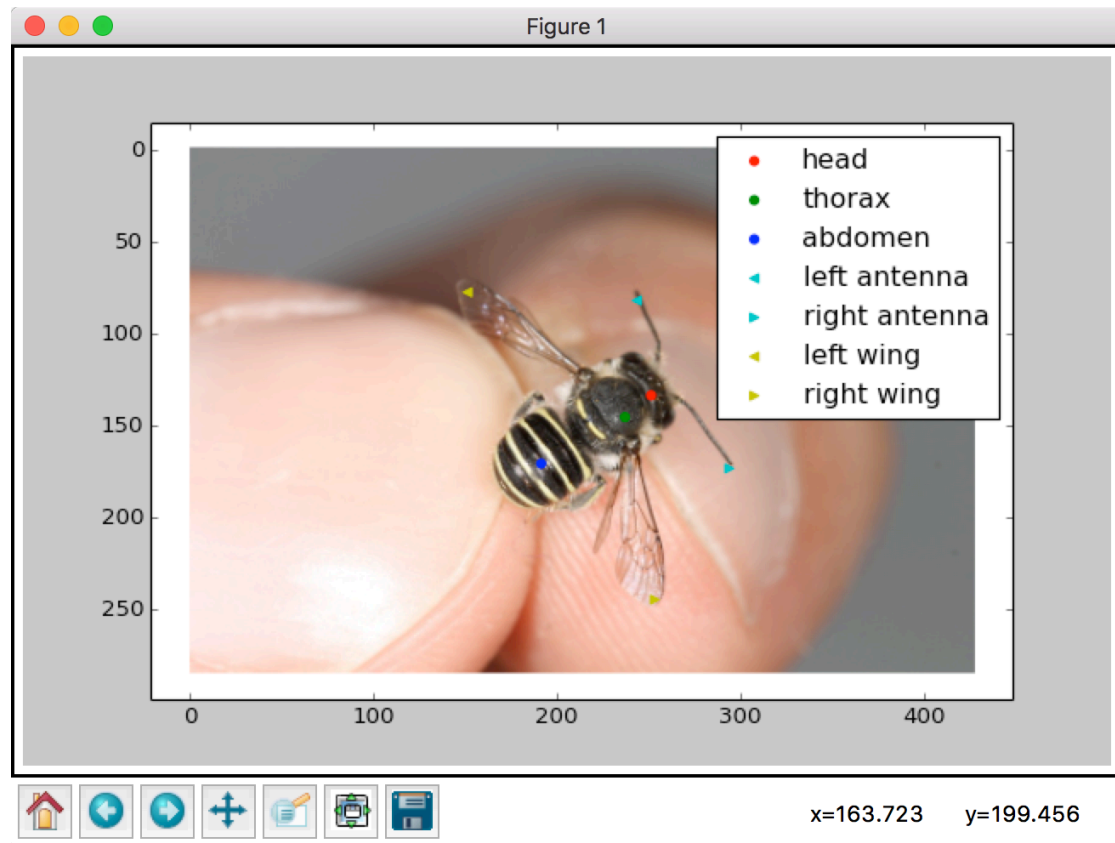 Figure 1
0
50
100
150
200
250
head
thorax
abdomen
left antenna
right antenna
left wing
right wing
0 100 200 300 400
x=163.723 y=199.456